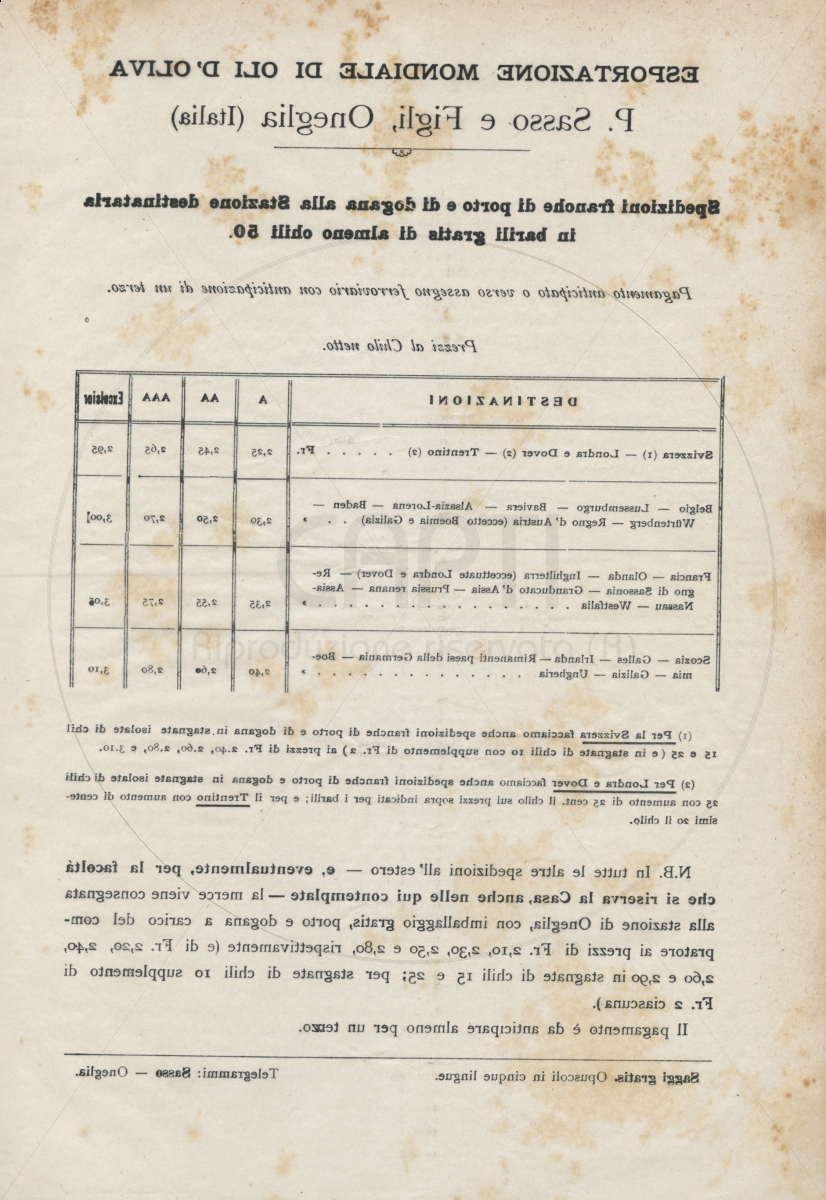 ESPORTAZIONE MONDIALE DI OLI D'OLIVA
P. Sasso e Figli, Oneglia (Italia)
Spedizioni franche di porto e di dogana alla Stazione destinataria
in barili gratis di almeno chili 50.
Pagamento anticipato o verso assegno ferroviario con anticipazione di un terzo.
Prezzi al Chilo netto.
DESTINAZIONI A AA AAA Excelsior
Svizzera (1) — Londra e Dover (2) — Trentino (2) . . . . . Fr. 2,25 2,45 2,65 2,95
Belgio — Lussemburgo — Baviera — Alsazia-Lorena — Baden —
Würtenberg — Regno d'Austria (eccetto Boemia e Galizia) . . » 2,30 2,50 2,70 3,00
Francia — Olanda — Inghilterra (eccettuate Londra e Dover) — Re-
gno di Sassonia — Granducato d'Assia — Prussia renana — Assia-
Nassau — Westfalia . . . . . . . . . . . . . . . . » 2,35 2,55 2,75 3,05
Scozia — Galles — Irlanda — Rimanenti paesi della Germania — Boe-
mia — Galizia — Ungheria . . . . . . . . . . . . . » 2,40 2,60 2,80 3,10
(1) Per la Svizzera facciamo anche spedizioni franche di porto e di dogana in stagnate isolate di chil
15 e 25 (e in stagnate di chili 10 con supplemento di Fr. 2) ai prezzi di Fr. 2.40, 2.60, 2.80, e 3.10.
(2) Per Londra e Dover facciamo anche spedizioni franche di porto e dogana in stagnate isolate di chili
25 con aumento di 25 cent. il chilo sui prezzi sopra indicati per i barili; e per il Trentino con aumento di cente-
simi 20 il chilo.
N.B. In tutte le altre spedizioni all'estero — e, eventualmente, per la facoltà
che si riserva la Casa, anche nelle qui contemplate — la merce viene consegnata
alla stazione di Oneglia, con imballaggio gratis, porto e dogana a carico del com-
pratore ai prezzi di Fr. 2,10, 2,30, 2,50 e 2,80, rispettivamente (e di Fr. 2,20, 2,40,
2,60 e 2,90 in stagnate di chili 15 e 25; per stagnate di chili 10 supplemento di
Fr. 2 ciascuna).
Il pagamento è da anticipare almeno per un terzo.
Saggi gratis. Opuscoli in cinque lingue. Telegrammi: Sasso — Oneglia.